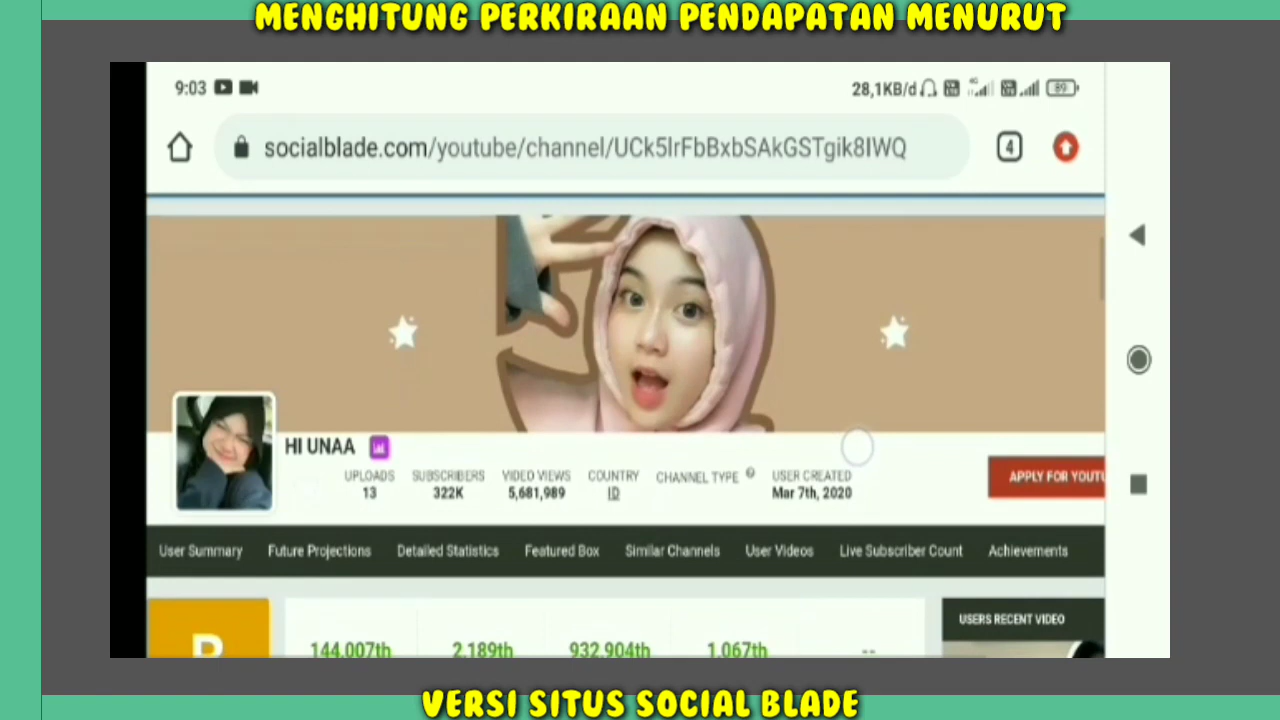 MENGHITUNG PERKIRAAN PENDAPATAN MENURUT
9:03
28,1KB/d
4G
89
socialblade.com/youtube/channel/UCk5lrFbBxbSAkGSTgik8IWQ
4
HI UNAA
UPLOADS SUBSCRIBERS VIDEO VIEWS COUNTRY CHANNEL TYPE USER CREATED
13 322K 5,681,989 ID Mar 7th, 2020
APPLY FOR YOUTU
User Summary Future Projections Detailed Statistics Featured Box Similar Channels User Videos Live Subscriber Count Achievements
USERS RECENT VIDEO
144,007th 2,189th 932,904th 1,067th --
VERSI SITUS SOCIAL BLADE